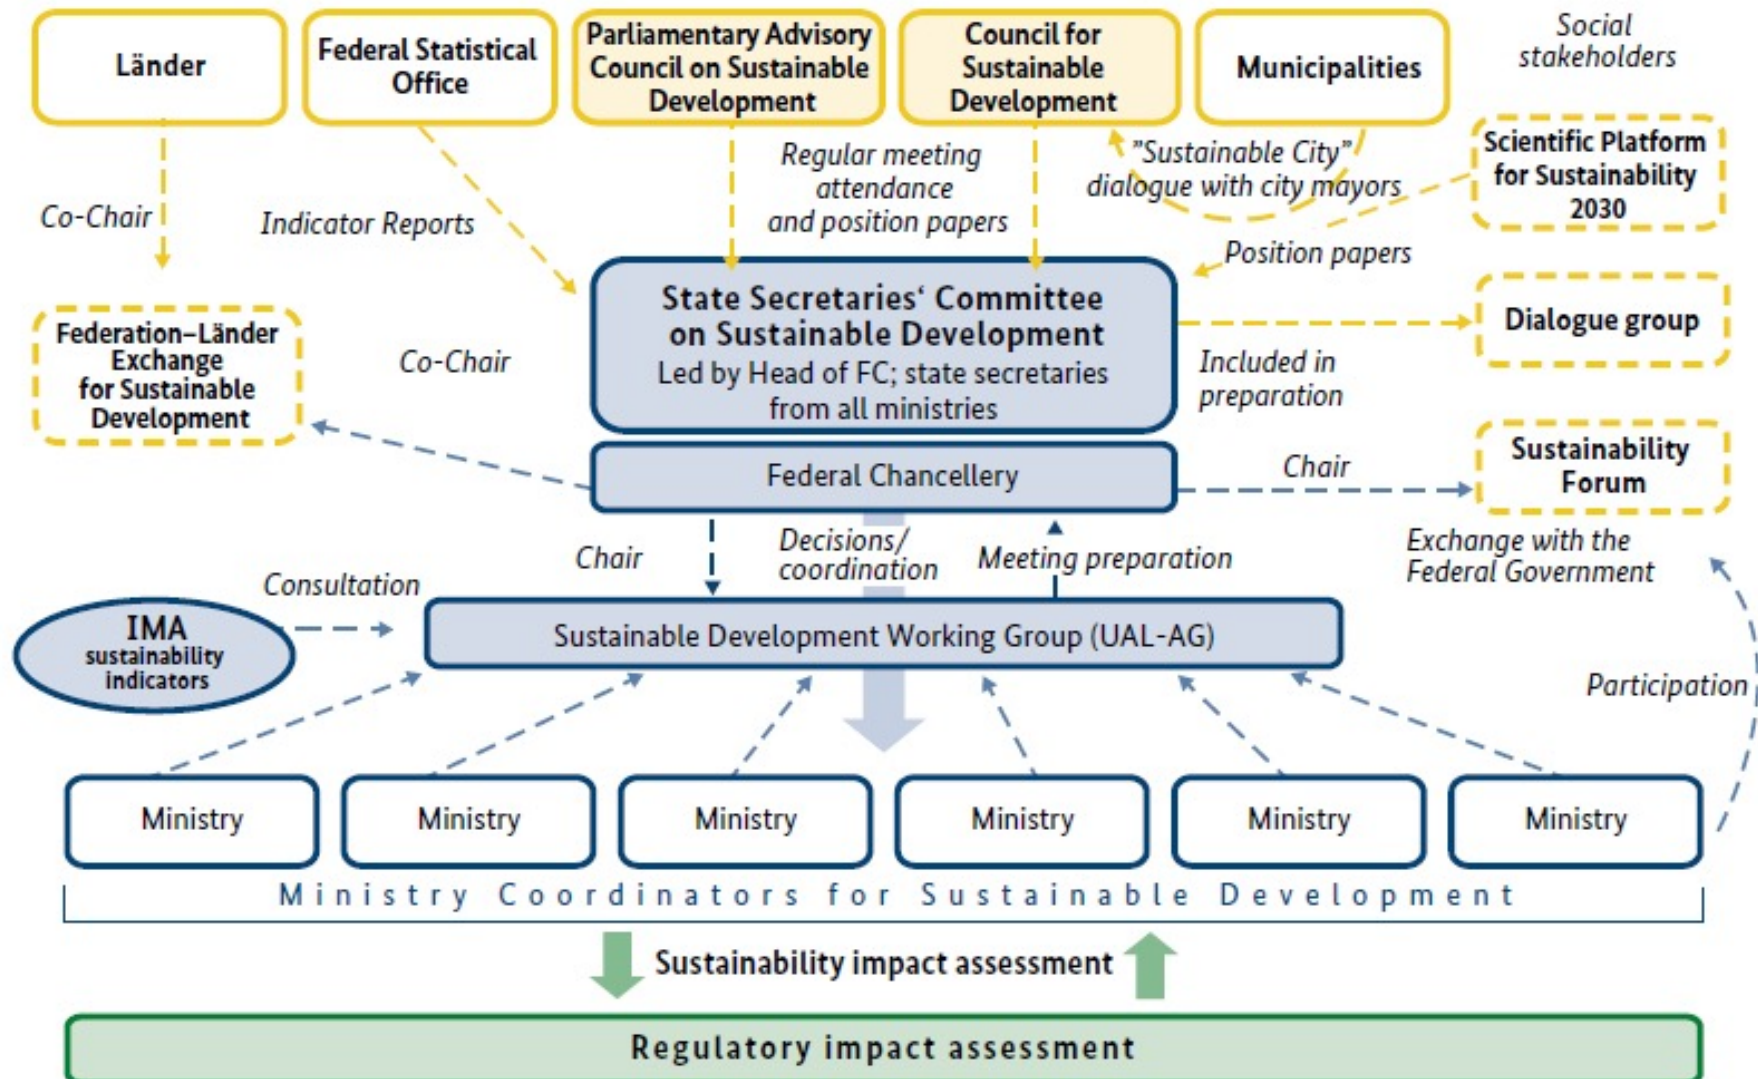 Länder
Federal Statistical
Office
Parliamentary Advisory
Council on Sustainable
Development
Council for
Sustainable
Development
Municipalities
Social
stakeholders
Co-Chair
Indicator Reports
Regular meeting
attendance
and position papers
”Sustainable City”
dialogue with city mayors
Scientific Platform
for Sustainability
2030
Position papers
Federation–Länder
Exchange
for Sustainable
Development
Co-Chair
State Secretaries‘ Committee
on Sustainable Development
Led by Head of FC; state secretaries
from all ministries
Included in
preparation
Dialogue group
Federal Chancellery
Chair
Sustainability
Forum
Chair
Decisions/
coordination
Meeting preparation
Exchange with the
Federal Government
Consultation
IMA
sustainability
indicators
Sustainable Development Working Group (UAL-AG)
Participation
Ministry
Ministry
Ministry
Ministry
Ministry
Ministry
Ministry Coordinators for Sustainable Development
Sustainability impact assessment
Regulatory impact assessment